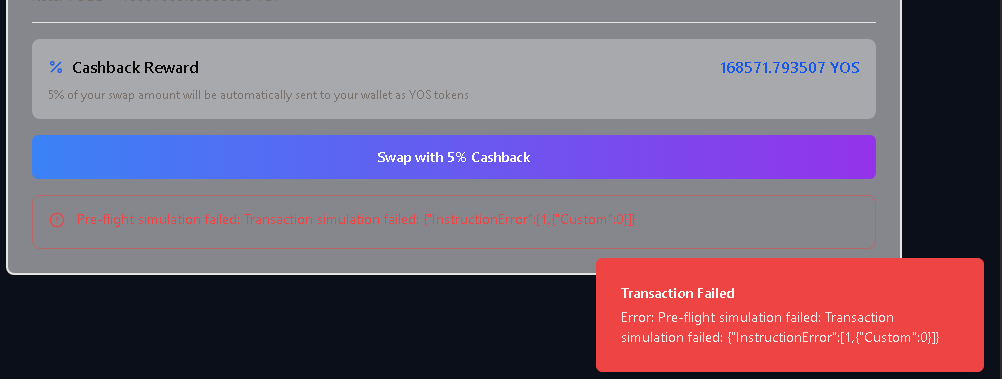 Cashback Reward
168571.793507 YOS
5% of your swap amount will be automatically sent to your wallet as YOS tokens
Swap with 5% Cashback
Pre-flight simulation failed: Transaction simulation failed: {"InstructionError":[1,{"Custom":0}]}
Transaction Failed
Error: Pre-flight simulation failed: Transaction
simulation failed: {"InstructionError":[1,{"Custom":0}]}